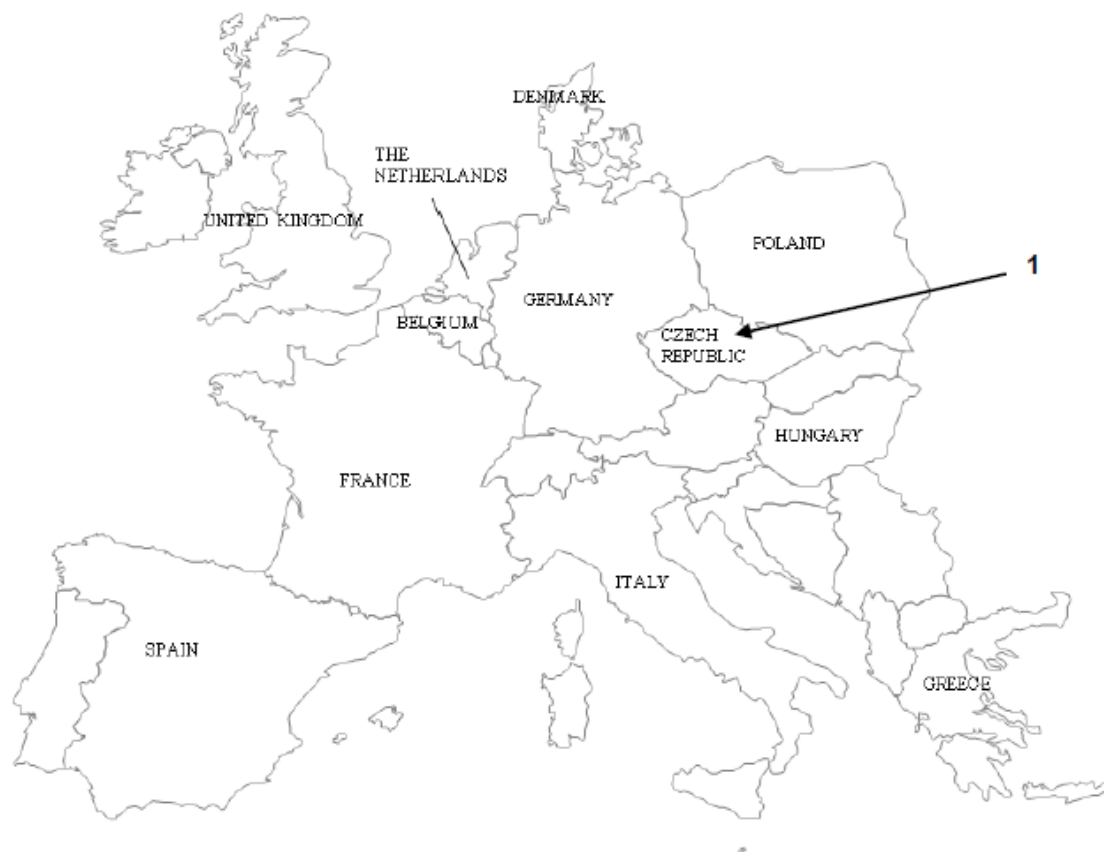 DENMARK
THE
NETHERLANDS
UNITED KINGDOM
POLAND
1
GERMANY
BELGIUM
CZECH
REPUBLIC
HUNGARY
FRANCE
ITALY
SPAIN
GREECE